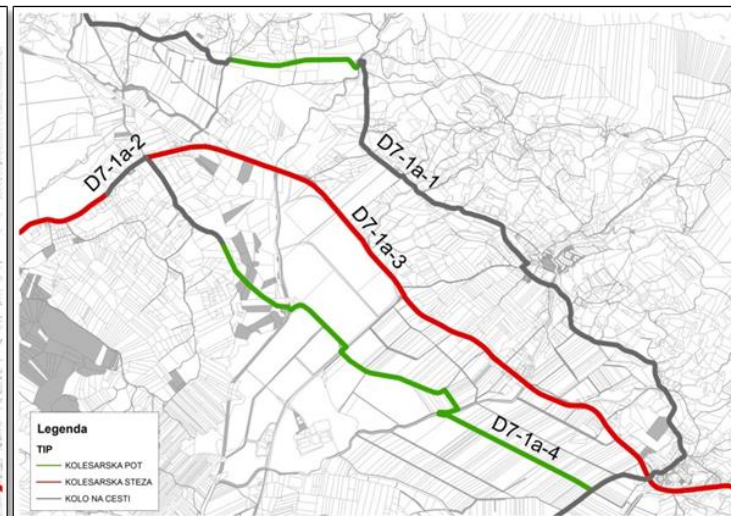 D7-1a-2
D7-1a-1
D7-1a-3
D7-1a-4
Legenda
TIP
KOLESARSKA POT
KOLESARSKA STEZA
KOLO NA CESTI